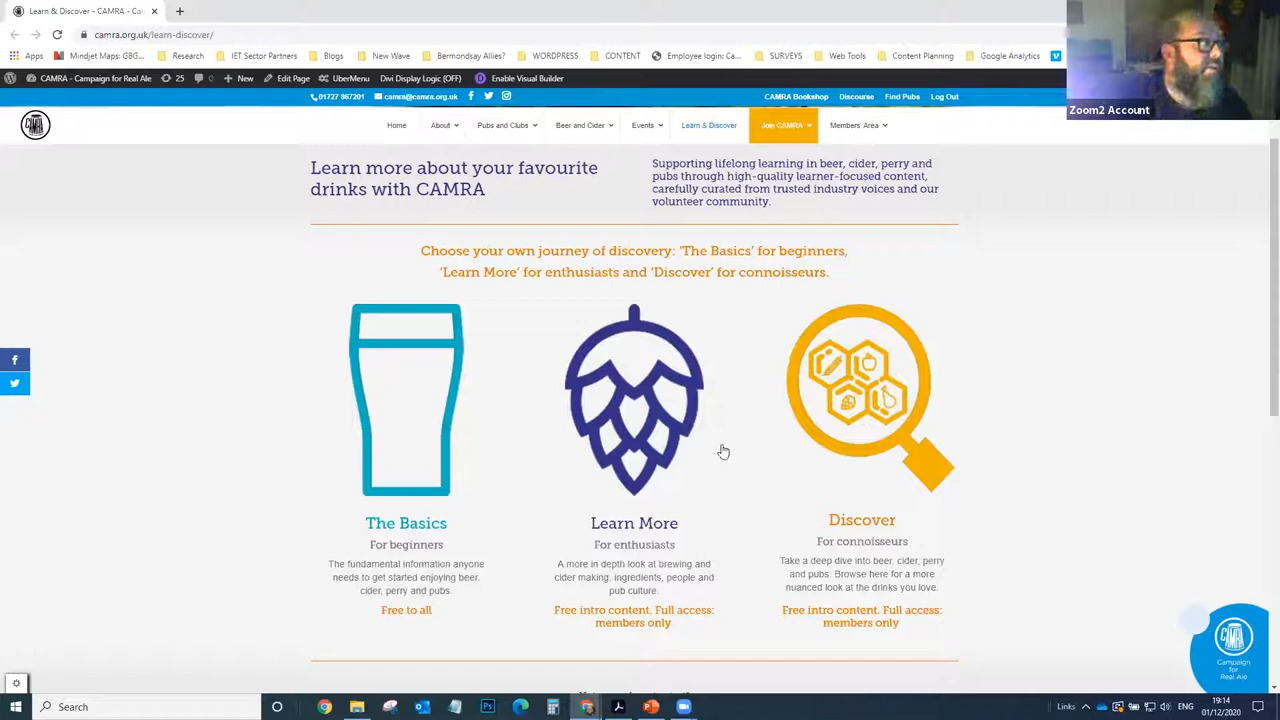 Learn & Discover - CAMRA - Ca
camra.org.uk/learn-discover/
Apps Mindjet Maps: GBG... Research IET Sector Partners Blogs New Wave Bermondsay Allies? WORDPRESS CONTENT Employee login: Ca... SURVEYS Web Tools Content Planning Google Analytics
CAMRA - Campaign for Real Ale 25 0 New Edit Page UberMenu Divi Display Logic (OFF) Enable Visual Builder
Zoom2 Account
01727 867201 camra@camra.org.uk CAMRA Bookshop Discourse Find Pubs Log Out
Home About Pubs and Clubs Beer and Cider Events Learn & Discover Join CAMRA Members' Area
Learn more about your favourite
drinks with CAMRA
Supporting lifelong learning in beer, cider, perry and
pubs through high-quality learner-focused content,
carefully curated from trusted industry voices and our
volunteer community.
Choose your own journey of discovery: 'The Basics' for beginners,
'Learn More' for enthusiasts and 'Discover' for connoisseurs.
The Basics
For beginners
The fundamental information anyone
needs to get started enjoying beer.
cider, perry and pubs.
Free to all
Learn More
For enthusiasts
A more in depth look at brewing and
cider making, ingredients, people and
pub culture.
Free intro content. Full access:
members only
Discover
For connoisseurs
Take a deep dive into beer, cider, perry
and pubs. Browse here for a more
nuanced look at the drinks you love.
Free intro content. Full access:
members only
CAMRA
Campaign
for
Real Ale
Search
Links
19:14
01/12/2020